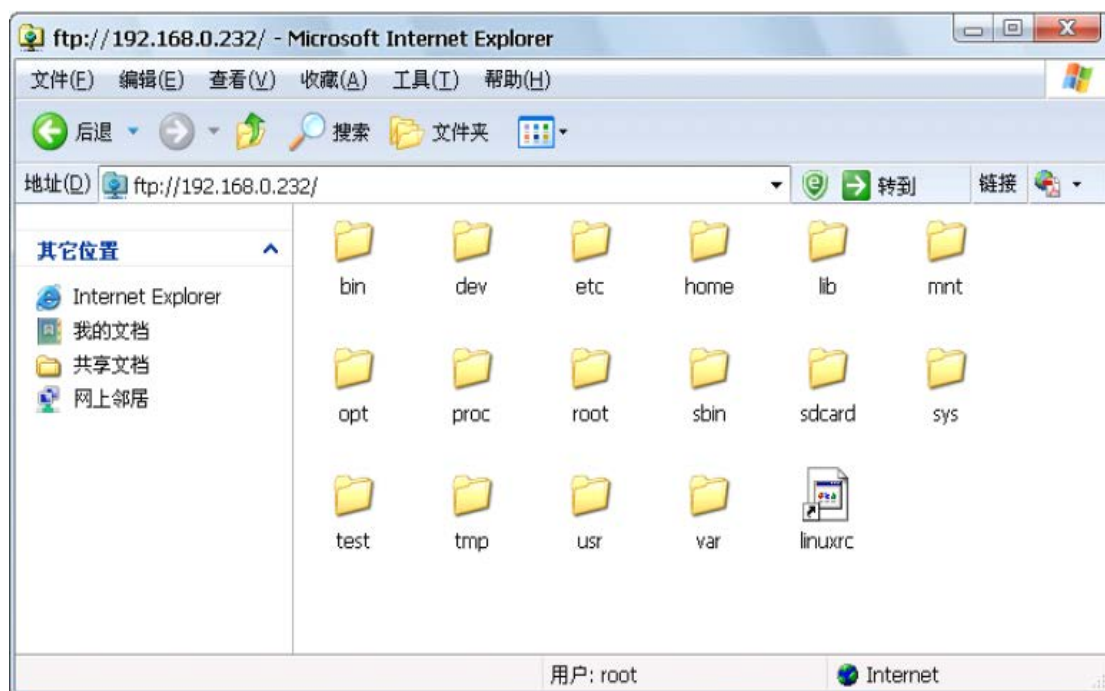 ftp://192.168.0.232/ - Microsoft Internet Explorer
文件(F) 编辑(E) 查看(V) 收藏(A) 工具(T) 帮助(H)
后退 搜索 文件夹
地址(D) ftp://192.168.0.232/ 转到 链接
其它位置
Internet Explorer
我的文档
共享文档
网上邻居
bin dev etc home lib mnt
opt proc root sbin sdcard sys
test tmp usr var linuxrc
用户: root Internet